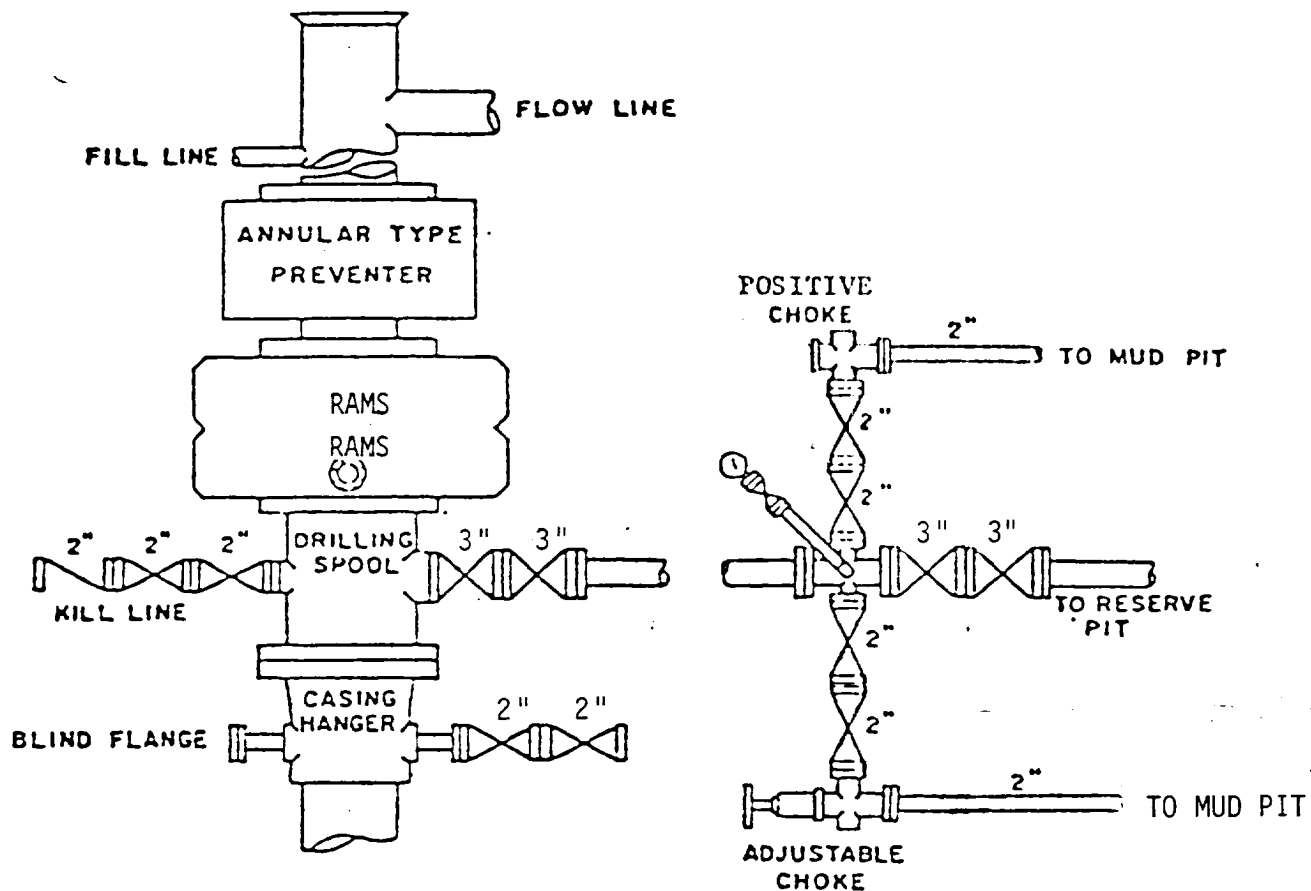 FLOW LINE
FILL LINE
ANNULAR TYPE
PREVENTER
RAMS
RAMS
2" 2" 2"
KILL LINE
DRILLING
SPOOL
3" 3"
CASING
HANGER
BLIND FLANGE
2" 2"
POSITIVE
CHOKE
2"
TO MUD PIT
2"
2"
3" 3"
TO RESERVE
PIT
2"
2"
2"
TO MUD PIT
ADJUSTABLE
CHOKE